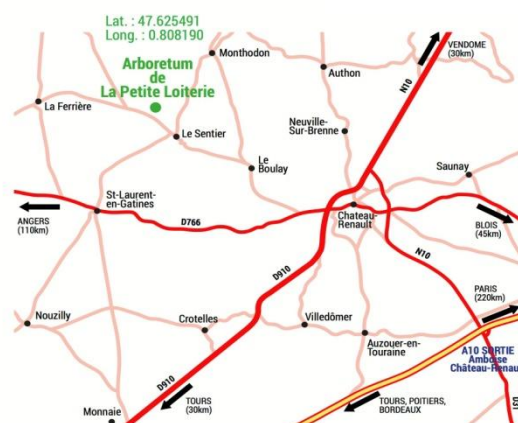 Lat. : 47.625491
Long. : 0.808190
Arboretum
de
La Petite Loiterie
Monthodon
Authon
VENDOME
(30km)
N10
La Ferrière
Le Sentier
Neuville-
Sur-Brenne
Le
Boulay
Saunay
St-Laurent-
en-Gatines
ANGERS
(110km)
D766
Chateau-
Renault
BLOIS
(45km)
N10
D910
PARIS
(220km)
Nouzilly
Crotelles
Villedômer
Auzouer-en-
Touraine
A10 SORTIE
Amboise
Château-Renau
D910
TOURS
(30km)
TOURS, POITIERS,
BORDEAUX
D31
Monnaie